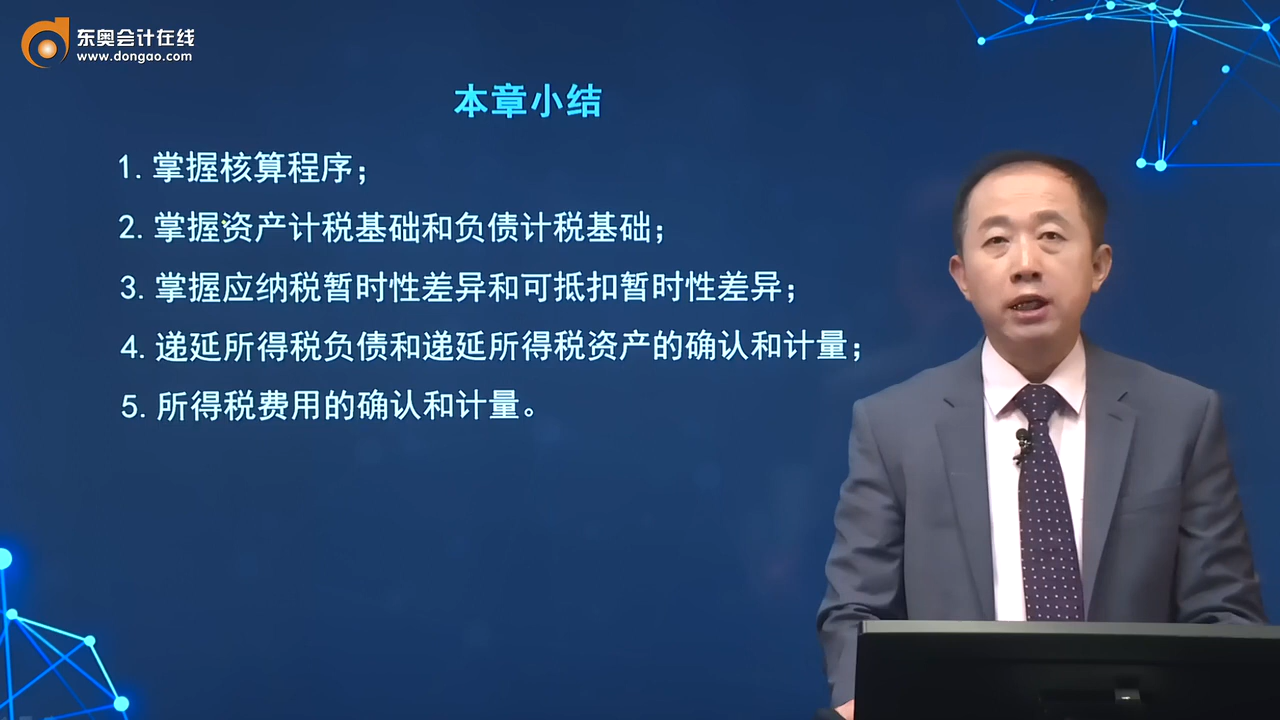 东奥会计在线
www.dongao.com
本章小结
1. 掌握核算程序；
2. 掌握资产计税基础和负债计税基础；
3. 掌握应纳税暂时性差异和可抵扣暂时性差异；
4. 递延所得税负债和递延所得税资产的确认和计量；
5. 所得税费用的确认和计量。